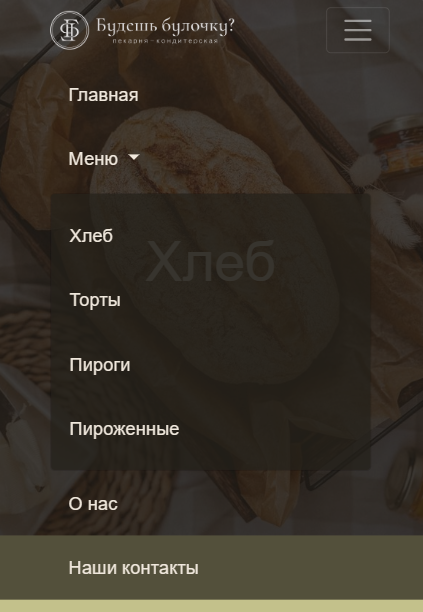 Будешь булочку?
пекарня-кондитерская
Главная
Меню
Хлеб
Хлеб
Торты
Пироги
Пироженные
О нас
Наши контакты